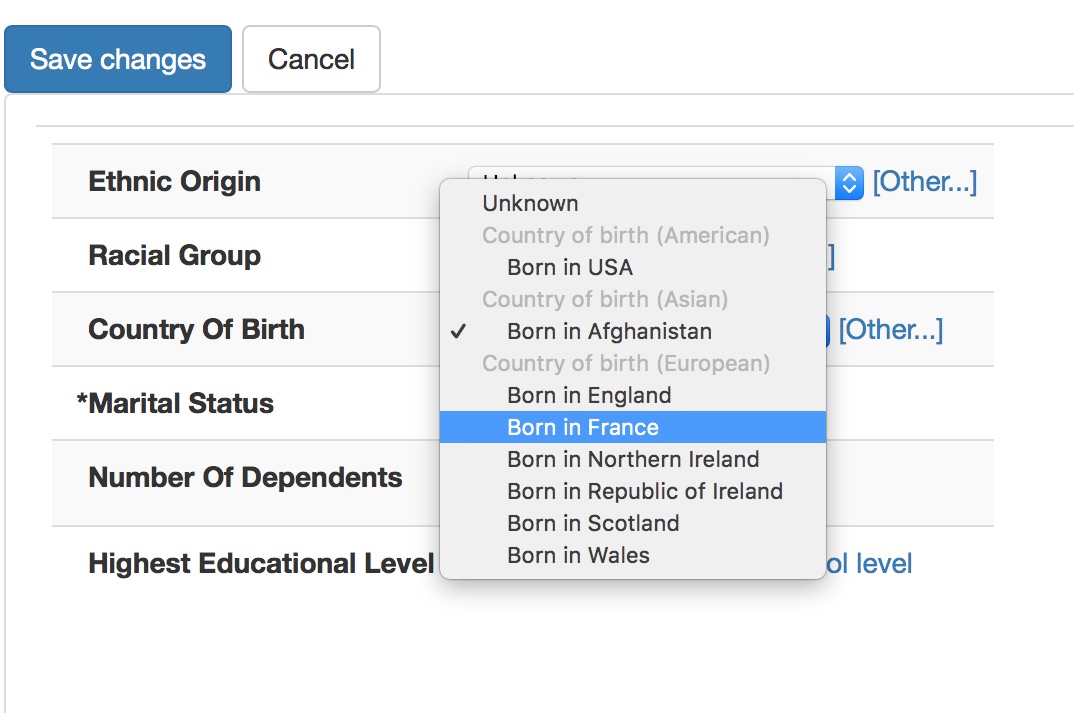 Save changes Cancel
Ethnic Origin [Other...]
Unknown
Country of birth (American)
Racial Group ]
Born in USA
Country of birth (Asian)
Country Of Birth ✓ Born in Afghanistan [Other...]
Country of birth (European)
*Marital Status Born in England
Born in France
Born in Northern Ireland
Number Of Dependents
Born in Republic of Ireland
Born in Scotland
Born in Wales
Highest Educational Level ol level